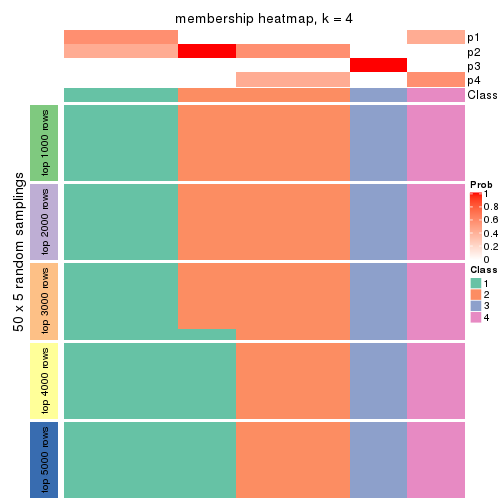 membership heatmap, k = 4
p1
p2
p3
p4
Class
50 x 5 random samplings
top 1000 rows
top 2000 rows
top 3000 rows
top 4000 rows
top 5000 rows
Prob
1
0.8
0.6
0.4
0.2
0
Class
1
2
3
4